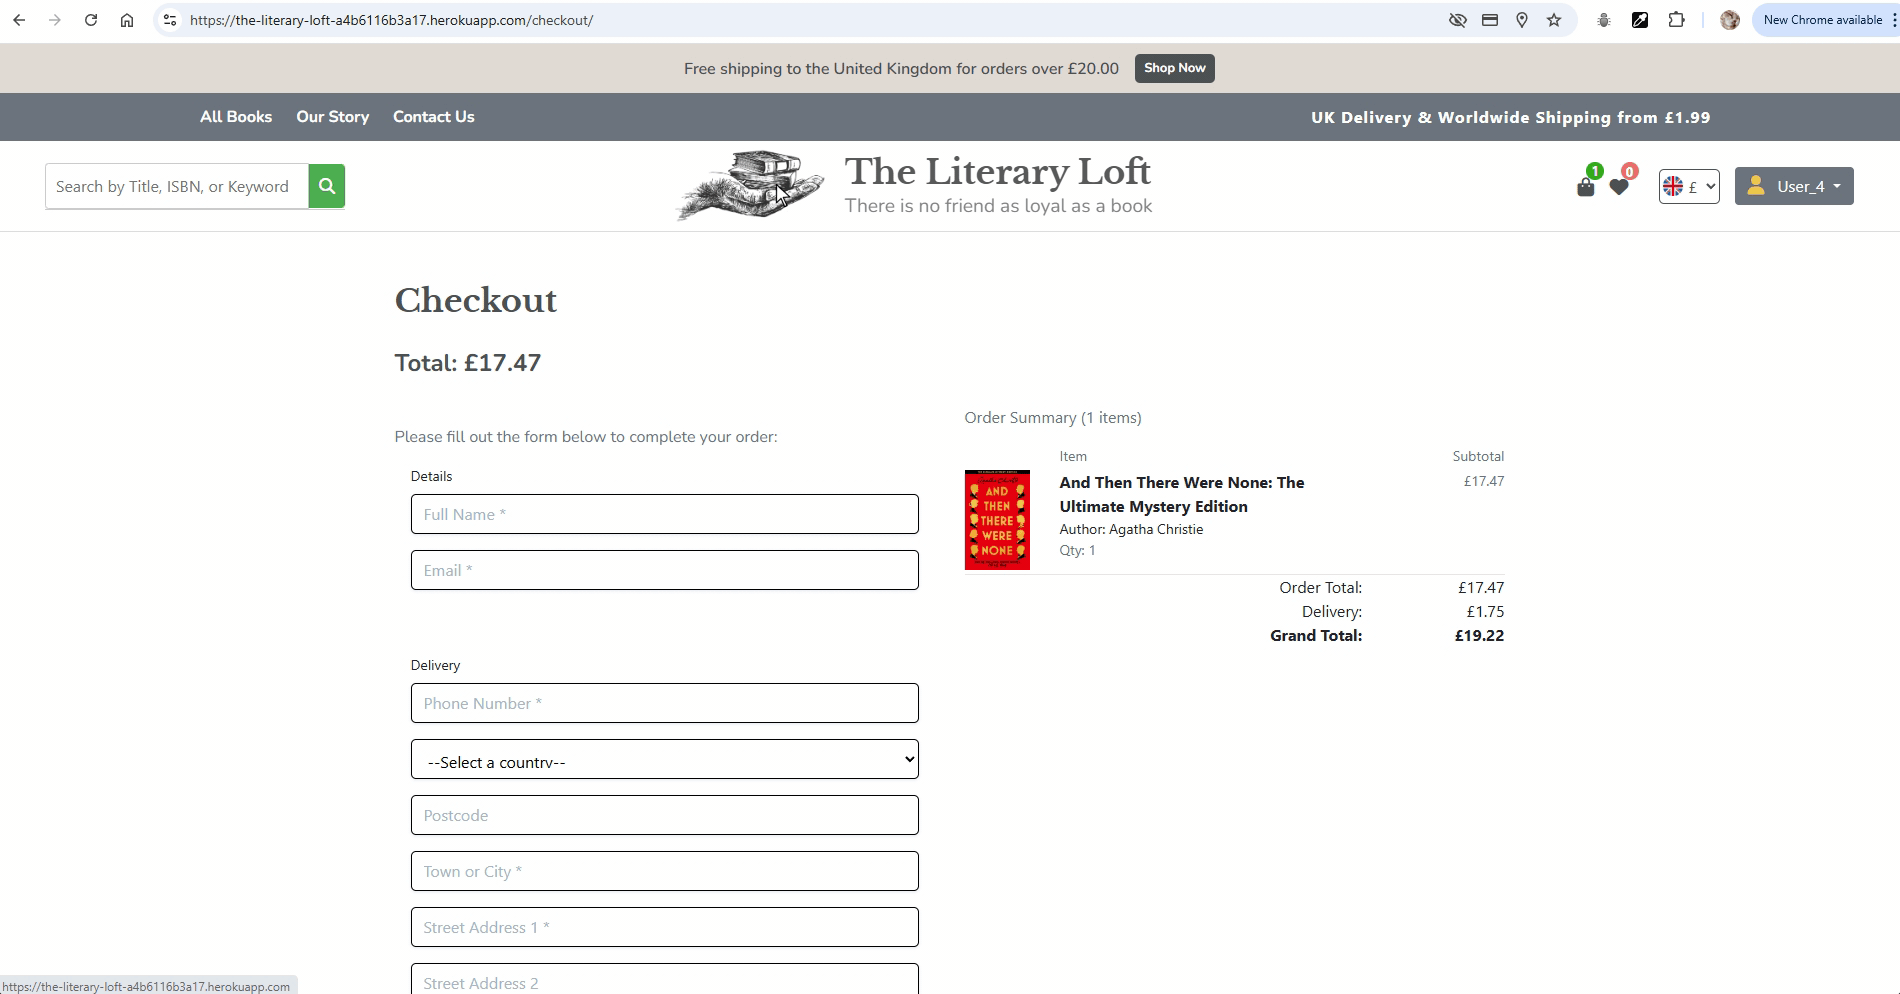 https://the-literary-loft-a4b6116b3a17.herokuapp.com/checkout/
New Chrome available
Free shipping to the United Kingdom for orders over £20.00
Shop Now
All Books
Our Story
Contact Us
UK Delivery & Worldwide Shipping from £1.99
Search by Title, ISBN, or Keyword
The Literary Loft
There is no friend as loyal as a book
1
0
£
User_4
Checkout
Total: £17.47
Please fill out the form below to complete your order:
Details
Full Name *
Email *
Delivery
Phone Number *
--Select a country--
Postcode
Town or City *
Street Address 1 *
Street Address 2
Order Summary (1 items)
Item Subtotal
AND
THEN
THERE
WERE
NONE
And Then There Were None: The £17.47
Ultimate Mystery Edition
Author: Agatha Christie
Qty: 1
Order Total: £17.47
Delivery: £1.75
Grand Total: £19.22
https://the-literary-loft-a4b6116b3a17.herokuapp.com